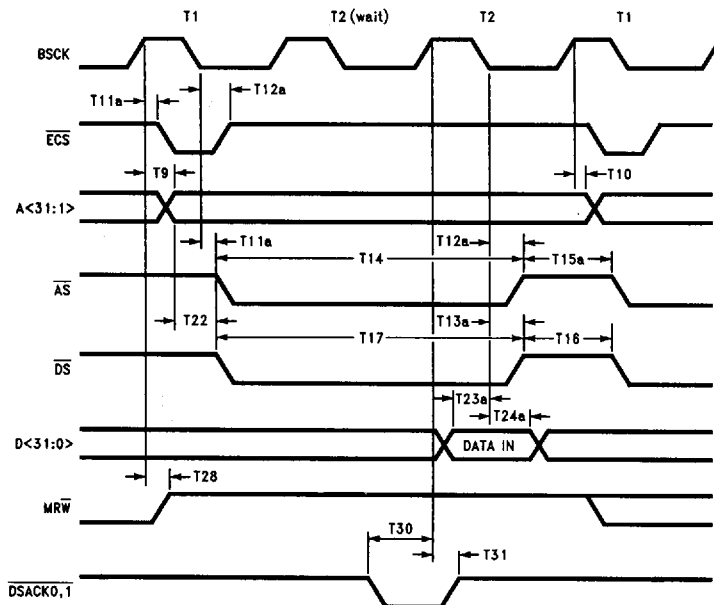 T1 T2 (wait) T2 T1
BSCK
T11a T12a
ECS
T9 T10
A<31:1>
T11a T12a
T14 T15a
AS
T22 T13a
T17 T16
DS
T23a
T24a
D<31:0> DATA IN
T28
MRW
T30
T31
DSACK0,1